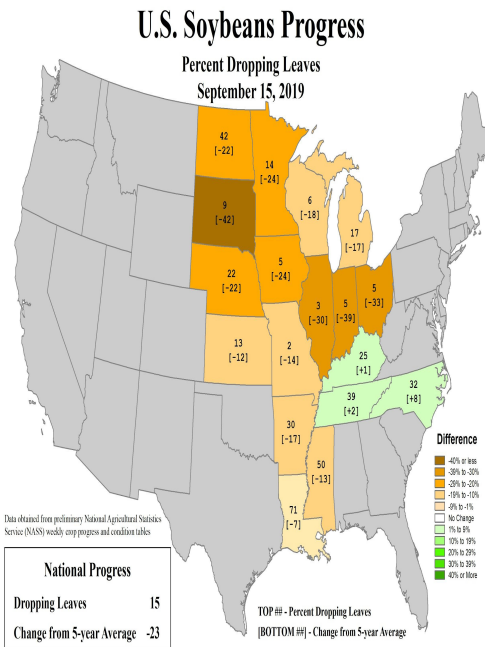 U.S. Soybeans Progress
Percent Dropping Leaves
September 15, 2019
42
[-22]
14
[-24]
9
[-42]
6
[-18]
17
[-17]
22
[-22]
5
[-24]
3
[-30]
5
[-39]
5
[-33]
13
[-12]
2
[-14]
25
[+1]
39
[+2]
32
[+8]
30
[-17]
50
[-13]
71
[-7]
Difference
-40% or less
-39% to -30%
-29% to -20%
-19% to -10%
-9% to -1%
No Change
1% to 9%
10% to 19%
20% to 29%
30% to 39%
40% or More
Data obtained from preliminary National Agricultural Statistics
Service (NASS) weekly crop progress and condition tables
National Progress
Dropping Leaves 15
Change from 5-year Average -23
TOP ## - Percent Dropping Leaves
[BOTTOM ##] - Change from 5-year Average